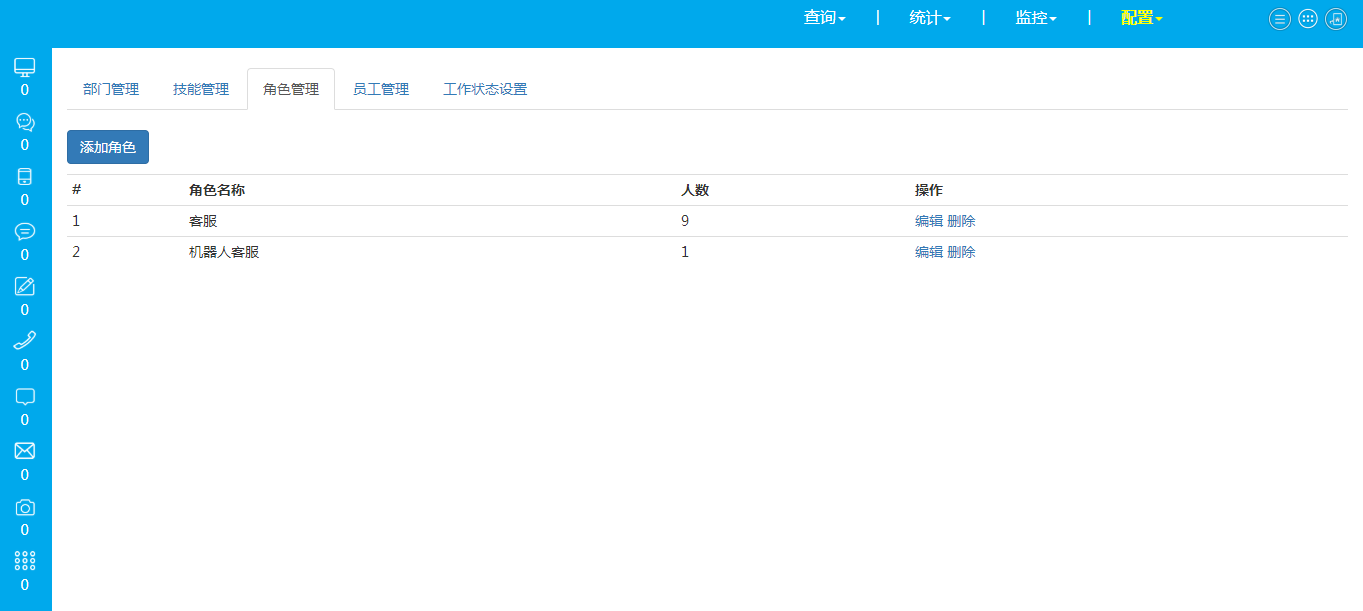 查询 | 统计 | 监控 | 配置
0
0
0
0
0
0
0
0
0
0
部门管理 技能管理 角色管理 员工管理 工作状态设置
添加角色
# 角色名称 人数 操作
1 客服 9 编辑 删除
2 机器人客服 1 编辑 删除